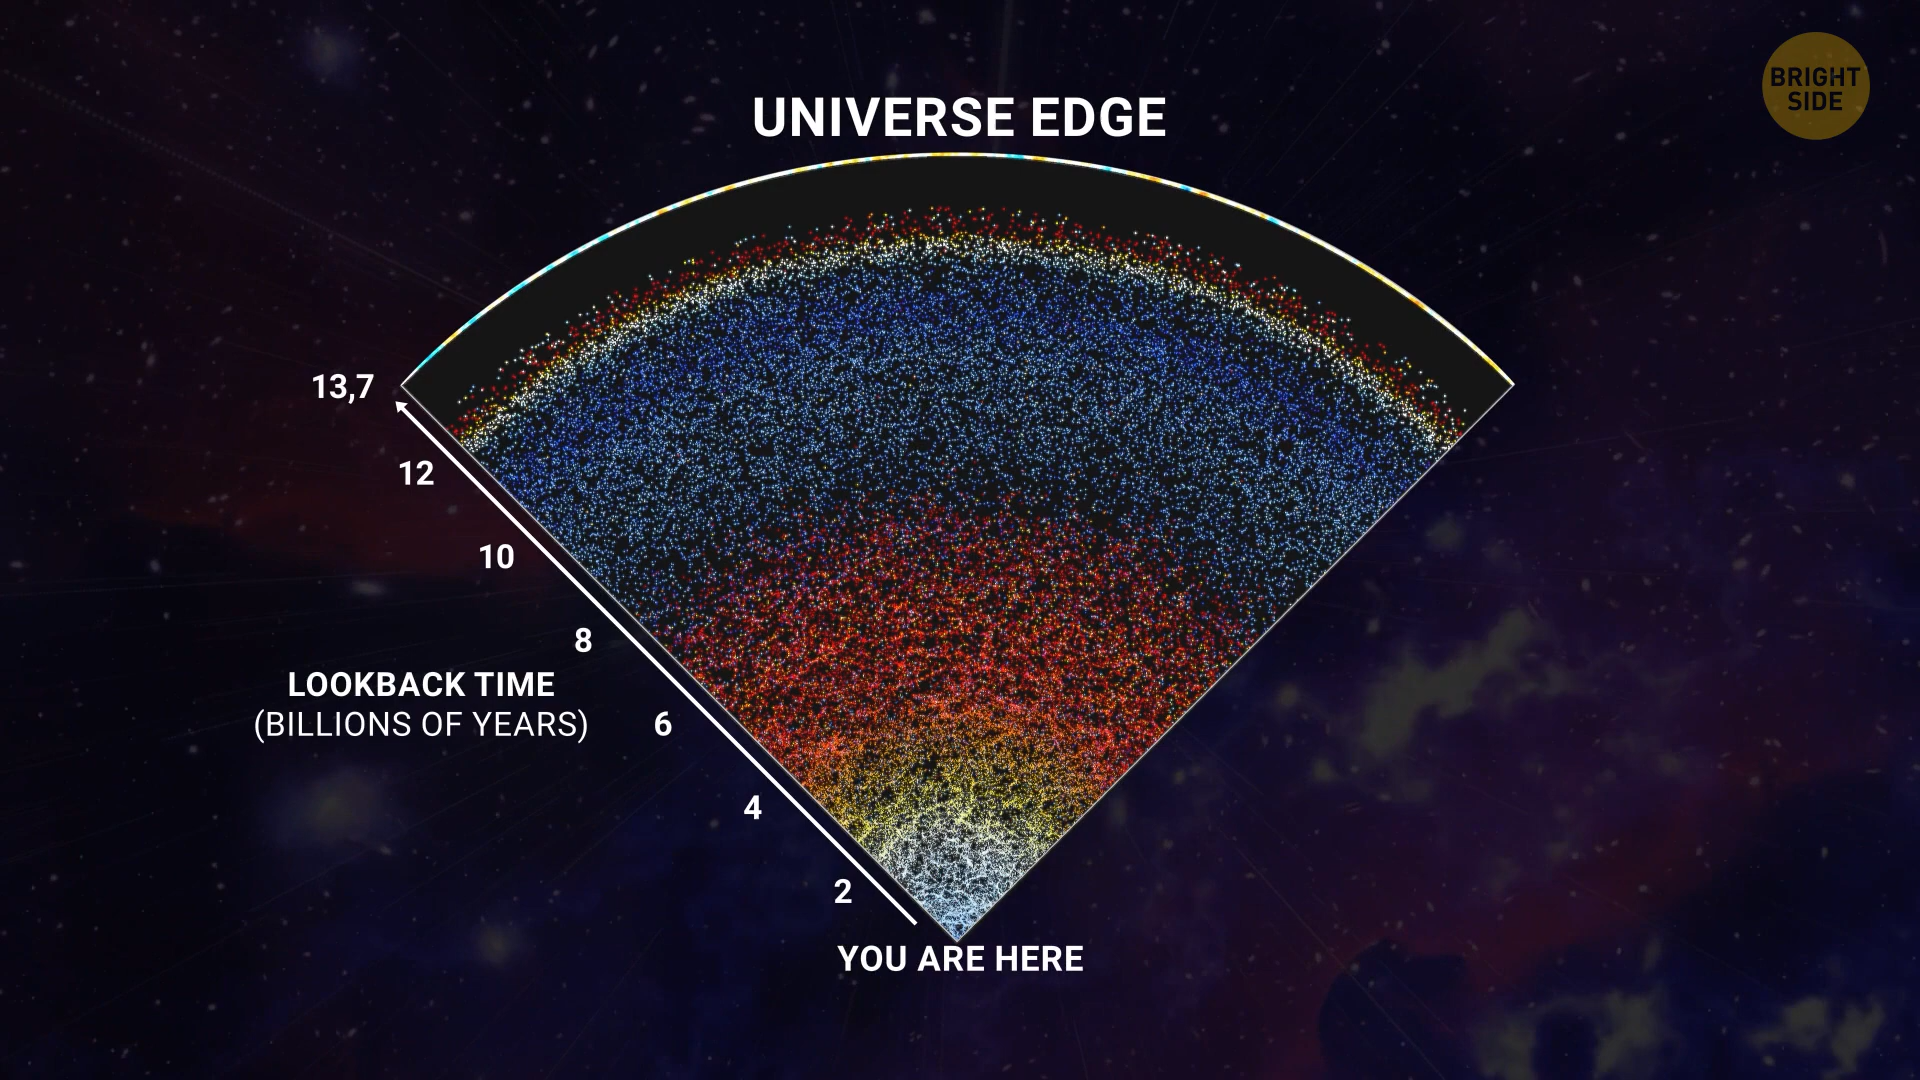 BRIGHT
SIDE
UNIVERSE EDGE
13,7
12
10
8
LOOKBACK TIME
(BILLIONS OF YEARS)
6
4
2
YOU ARE HERE